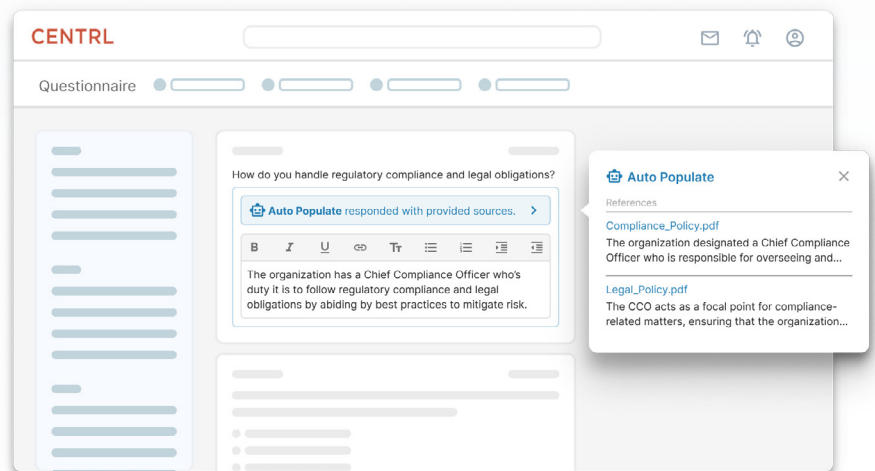 CENTRL
Questionnaire
How do you handle regulatory compliance and legal obligations?
Auto Populate responded with provided sources.
B I U TT
The organization has a Chief Compliance Officer who's
duty it is to follow regulatory compliance and legal
obligations by abiding by best practices to mitigate risk.
Auto Populate
References
Compliance_Policy.pdf
The organization designated a Chief Compliance
Officer who is responsible for overseeing and...
Legal_Policy.pdf
The CCO acts as a focal point for compliance-
related matters, ensuring that the organization...